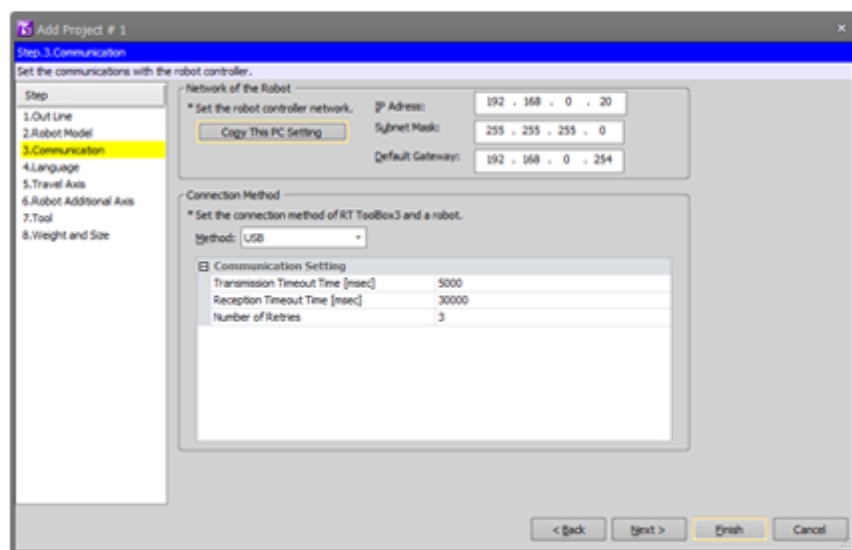 Add Project # 1
Step.3.Communication
Set the communications with the robot controller.
Step
1.Out Line
2.Robot Model
3.Communication
4.Language
5.Travel Axis
6.Robot Additional Axis
7.Tool
8.Weight and Size
Network of the Robot
* Set the robot controller network.
Copy This PC Setting
IP Adress:
192 . 168 . 0 . 20
Subnet Mask:
255 . 255 . 255 . 0
Default Gateway:
192 . 168 . 0 . 254
Connection Method
* Set the connection method of RT ToolBox3 and a robot.
Method: USB
Communication Setting
Transmission Timeout Time [msec] 5000
Reception Timeout Time [msec] 30000
Number of Retries 3
< Back Next > Finish Cancel